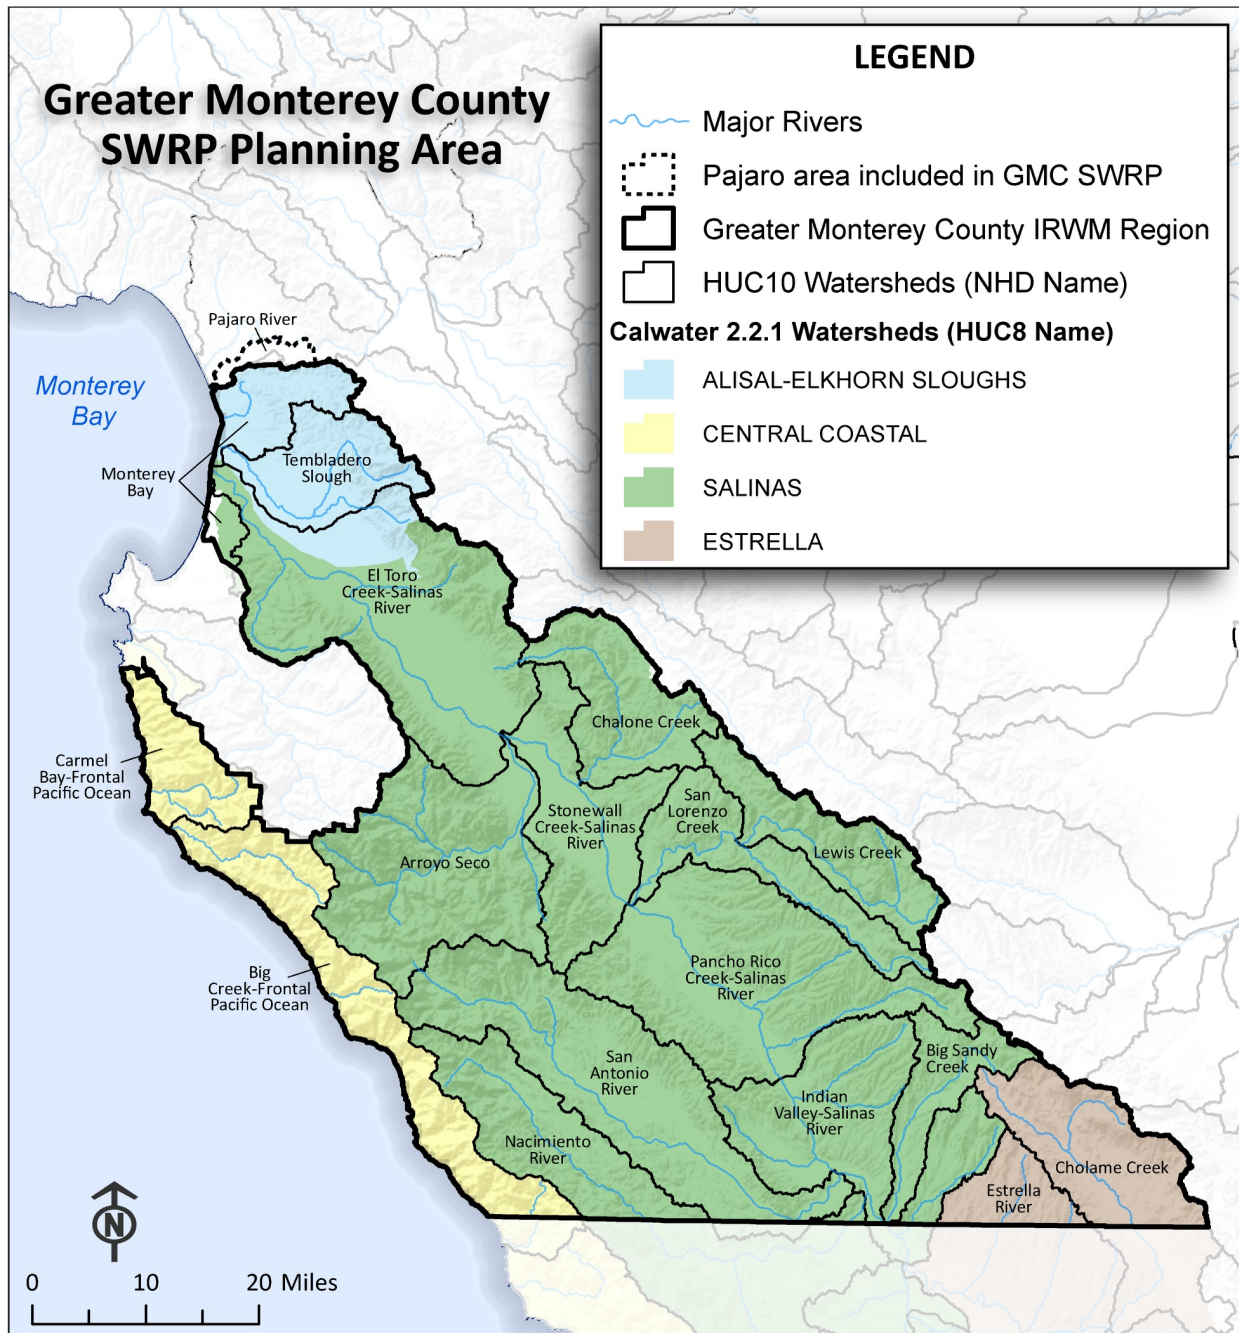 Greater Monterey County
SWRP Planning Area
LEGEND
Major Rivers
Pajaro area included in GMC SWRP
Greater Monterey County IRWM Region
HUC10 Watersheds (NHD Name)
Calwater 2.2.1 Watersheds (HUC8 Name)
ALISAL-ELKHORN SLOUGHS
CENTRAL COASTAL
SALINAS
ESTRELLA
Pajaro River
Monterey
Bay
Monterey
Bay
Tembladero
Slough
El Toro
Creek-Salinas
River
Chalone Creek
Carmel
Bay-Frontal
Pacific Ocean
Stonewall
Creek-Salinas
River
San
Lorenzo
Creek
Lewis Creek
Arroyo Seco
Big
Creek-Frontal
Pacific Ocean
Pancho Rico
Creek-Salinas
River
San
Antonio
River
Big Sandy
Creek
Indian
Valley-Salinas
River
Nacimiento
River
Cholame Creek
Estrella
River
N
0 10 20 Miles